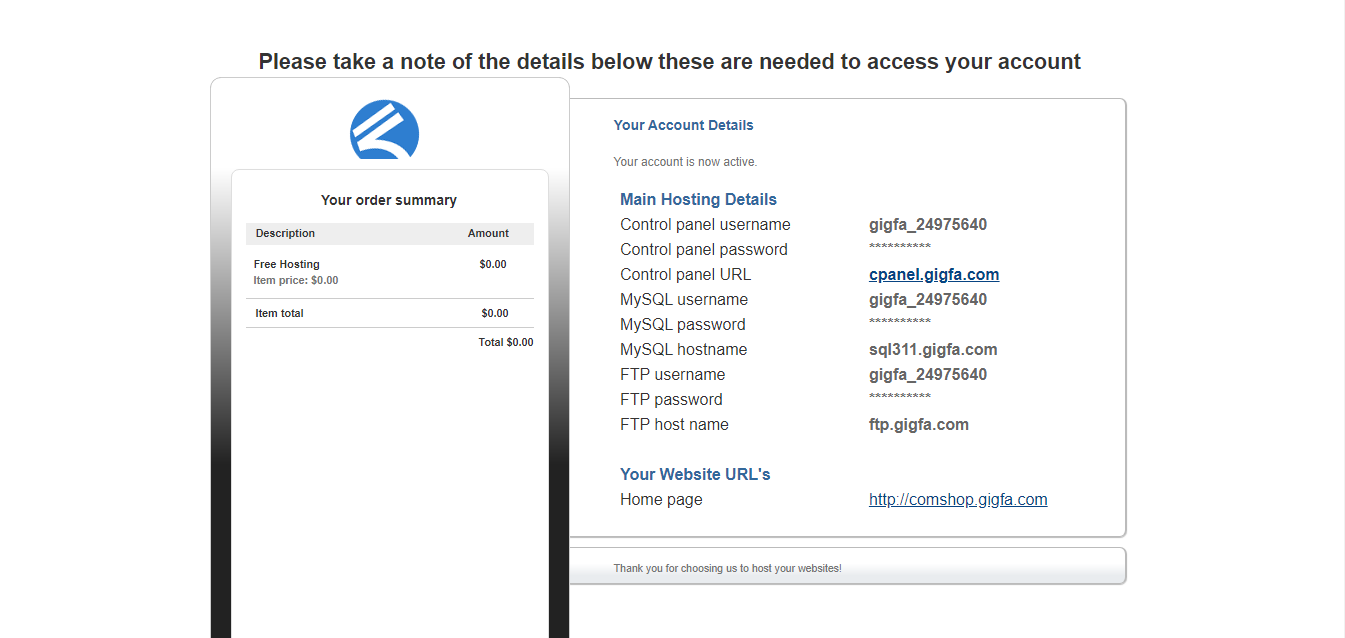 Please take a note of the details below these are needed to access your account
Your order summary
Description Amount
Free Hosting $0.00
Item price: $0.00
Item total $0.00
Total $0.00
Your Account Details
Your account is now active.
Main Hosting Details
Control panel username gigfa_24975640
Control panel password **********
Control panel URL cpanel.gigfa.com
MySQL username gigfa_24975640
MySQL password **********
MySQL hostname sql311.gigfa.com
FTP username gigfa_24975640
FTP password **********
FTP host name ftp.gigfa.com
Your Website URL's
Home page http://comshop.gigfa.com
Thank you for choosing us to host your websites!